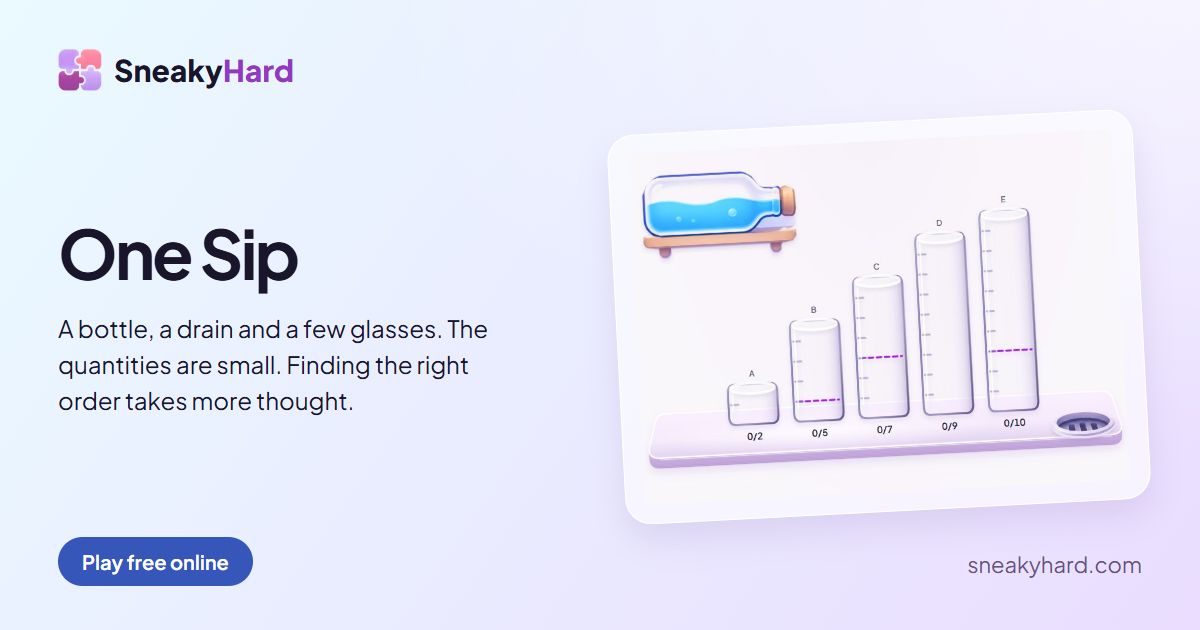 SneakyHard
One Sip
A bottle, a drain and a few glasses. The
quantities are small. Finding the right
order takes more thought.
Play free online
A
B
C
D
E
0/2
0/5
0/7
0/9
0/10
sneakyhard.com